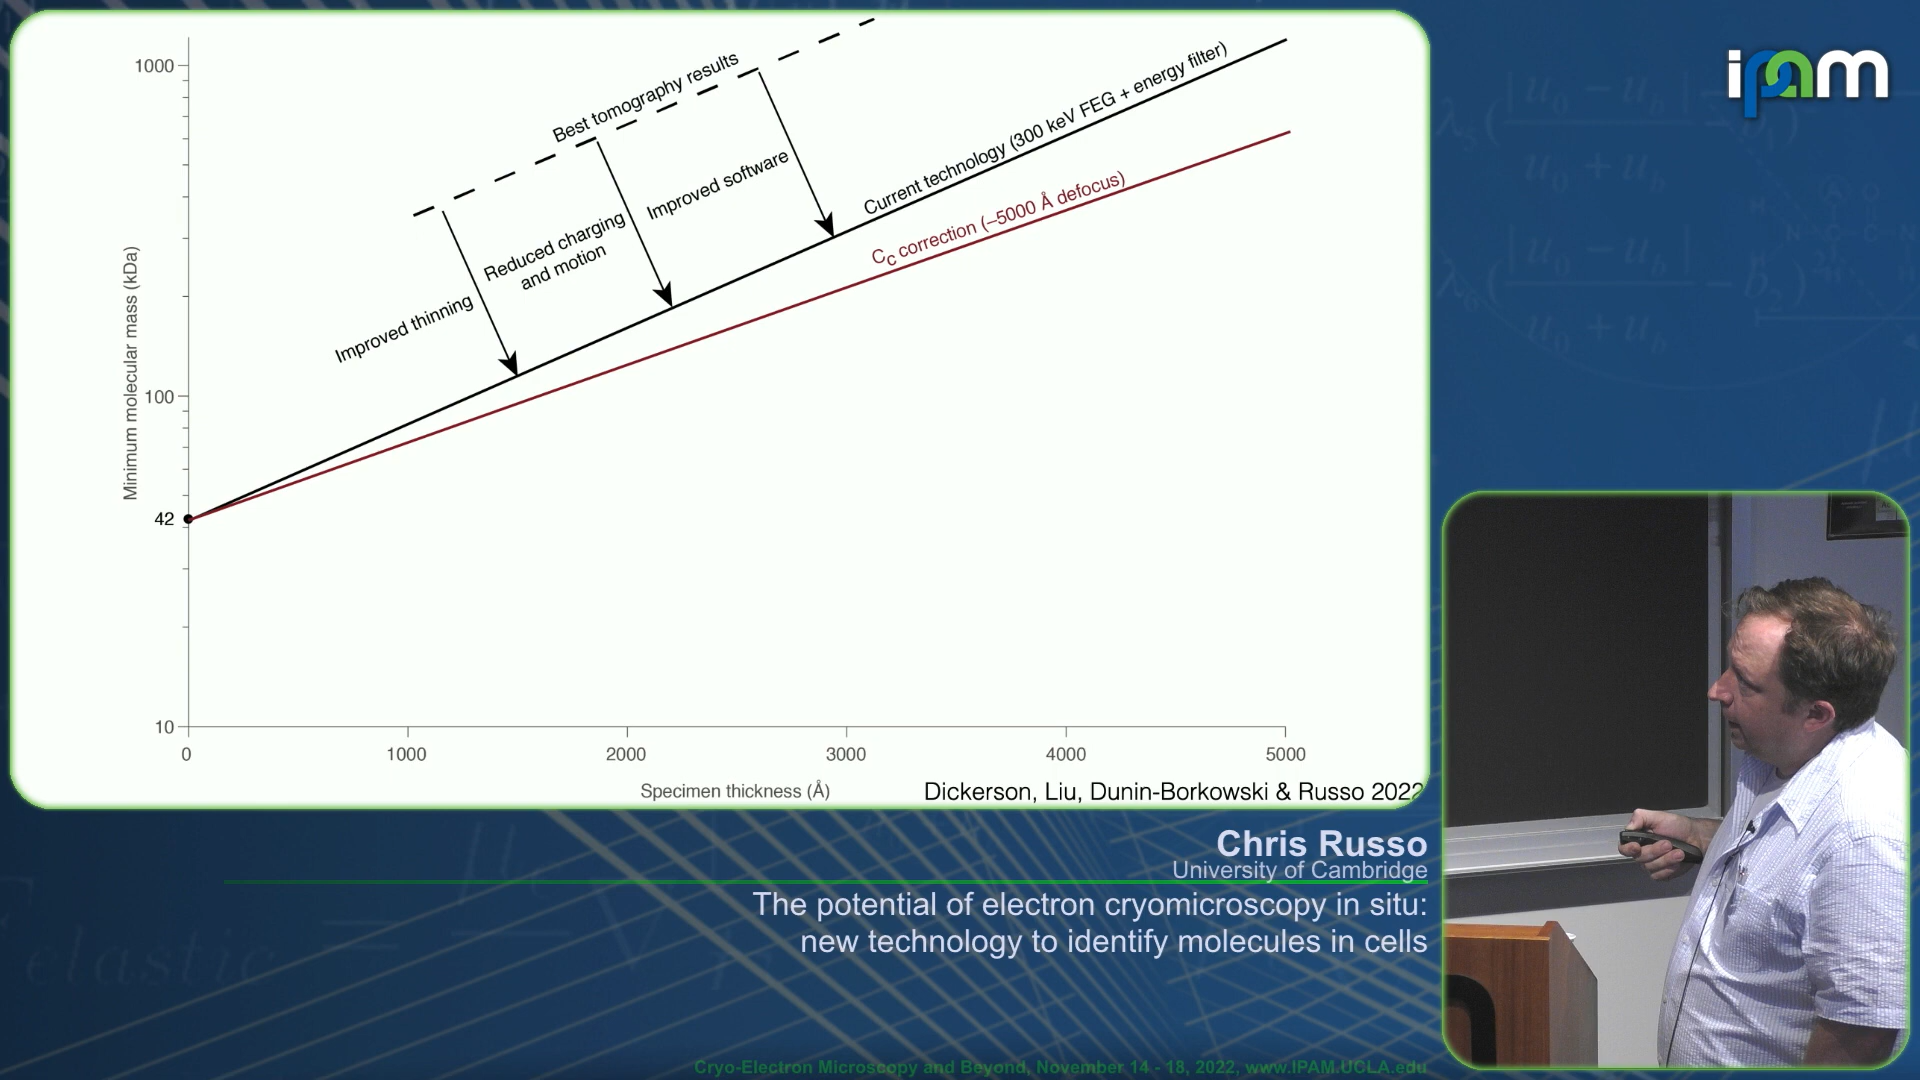 1000
100
42
10
0
1000
2000
3000
4000
5000
Minimum molecular mass (kDa)
Specimen thickness (Å)
Best tomography results
Improved thinning
Reduced charging
and motion
Improved software
Current technology (300 keV FEG + energy filter)
Cc correction (–5000 Å defocus)
Dickerson, Liu, Dunin-Borkowski & Russo 2022
ipam
Chris Russo
University of Cambridge
The potential of electron cryomicroscopy in situ:
new technology to identify molecules in cells
Cryo-Electron Microscopy and Beyond, November 14 - 18, 2022, www.IPAM.UCLA.edu
elastic